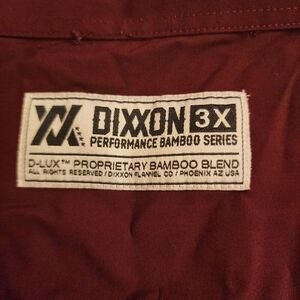 DIXXON 3X
PERFORMANCE BAMBOO SERIES
D-LUX™ PROPRIETARY BAMBOO BLEND
ALL RIGHTS RESERVED / DIXXON FLANNEL CO / PHOENIX AZ USA